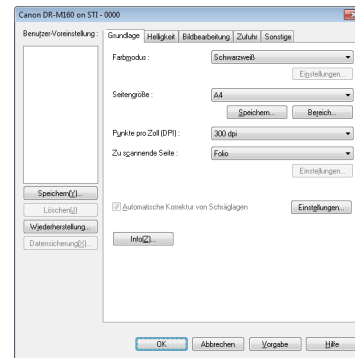 Canon DR-M160 on STI - 0000
Benutzer-Voreinstellung :
Grundlage Helligkeit Bildbearbeitung Zufuhr Sonstige
Farbmodus : Schwarzweiß
Einstellungen...
Seitengröße : A4
Speichern... Bereich...
Punkte pro Zoll (DPI) : 300 dpi
Zu scannende Seite : Folio
Einstellungen...
Speichern(Y)...
Automatische Korrektur von Schräglagen Einstellungen...
Löschen(J)
Wiederherstellung...
Datensicherung(X)...
Info(Z)...
OK Abbrechen Vorgabe Hilfe